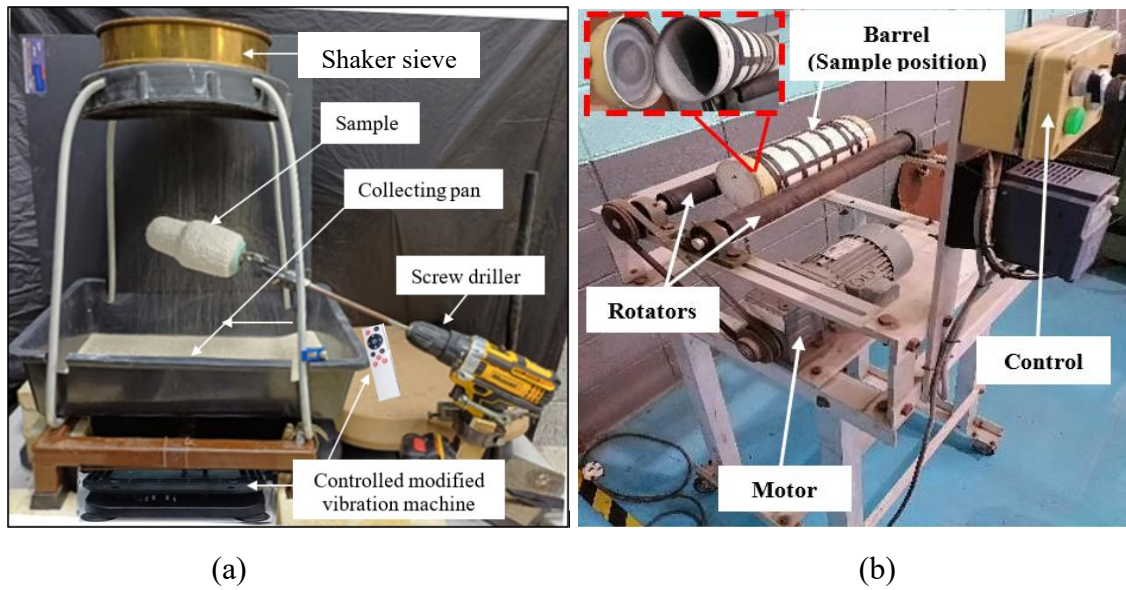 Shaker sieve
Sample
Collecting pan
Screw driller
Controlled modified
vibration machine
(a)
Barrel
(Sample position)
Rotators
Control
Motor
(b)